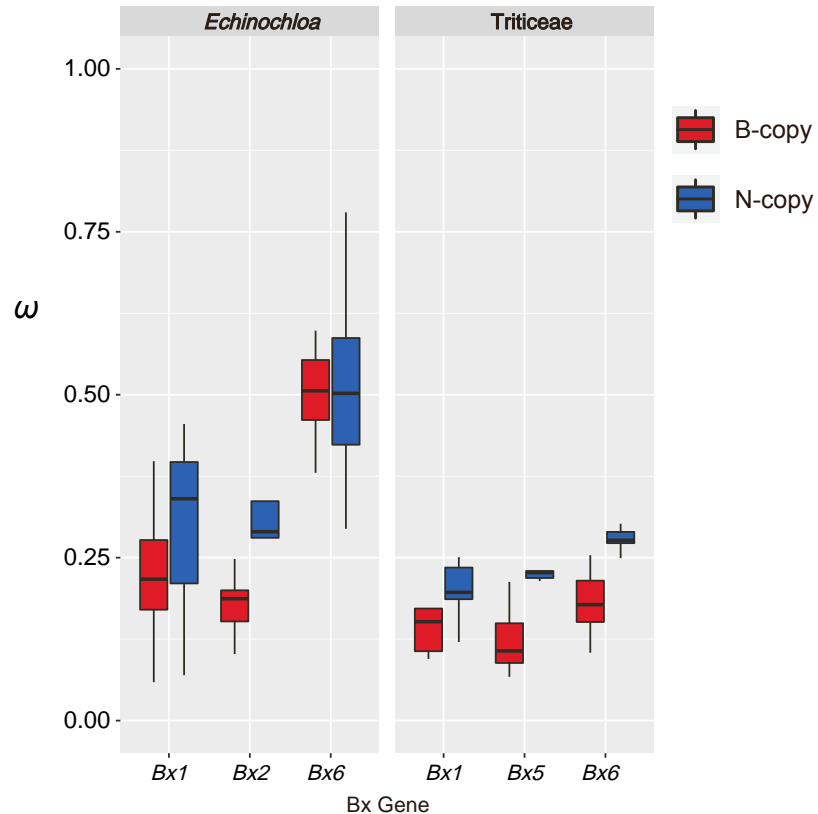 Echinochloa
Triticae
1.00
0.75
0.50
0.25
0.00
ω
Bx1 Bx2 Bx6
Bx1 Bx5 Bx6
Bx Gene
B-copy
N-copy